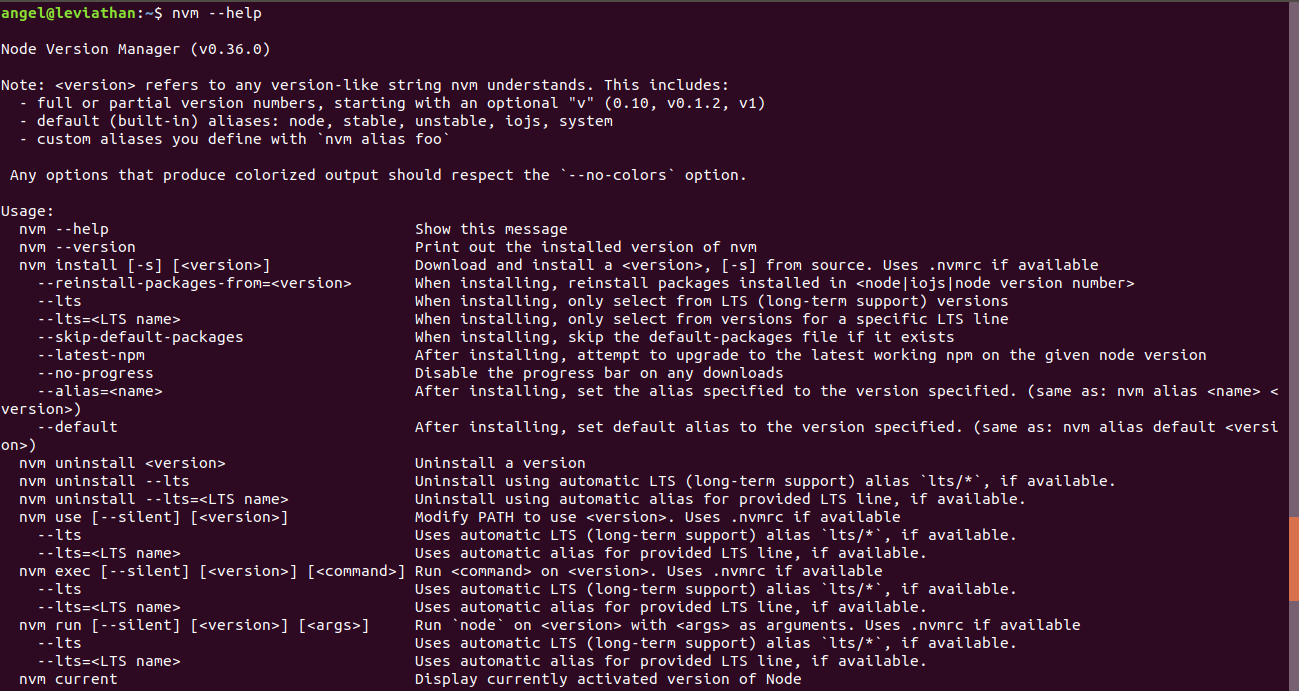 angel@leviathan:~$ nvm --help

Node Version Manager (v0.36.0)

Note: <version> refers to any version-like string nvm understands. This includes:
  - full or partial version numbers, starting with an optional "v" (0.10, v0.1.2, v1)
  - default (built-in) aliases: node, stable, unstable, iojs, system
  - custom aliases you define with `nvm alias foo`

 Any options that produce colorized output should respect the `--no-colors` option.

Usage:
  nvm --help                                  Show this message
  nvm --version                               Print out the installed version of nvm
  nvm install [-s] [<version>]                Download and install a <version>, [-s] from source. Uses .nvmrc if available
    --reinstall-packages-from=<version>       When installing, reinstall packages installed in <node|iojs|node version number>
    --lts                                     When installing, only select from LTS (long-term support) versions
    --lts=<LTS name>                          When installing, only select from versions for a specific LTS line
    --skip-default-packages                   When installing, skip the default-packages file if it exists
    --latest-npm                              After installing, attempt to upgrade to the latest working npm on the given node version
    --no-progress                             Disable the progress bar on any downloads
    --alias=<name>                            After installing, set the alias specified to the version specified. (same as: nvm alias <name> <
version>)
    --default                                 After installing, set default alias to the version specified. (same as: nvm alias default <versi
on>)
  nvm uninstall <version>                     Uninstall a version
  nvm uninstall --lts                         Uninstall using automatic LTS (long-term support) alias `lts/*`, if available.
  nvm uninstall --lts=<LTS name>              Uninstall using automatic alias for provided LTS line, if available.
  nvm use [--silent] [<version>]              Modify PATH to use <version>. Uses .nvmrc if available
    --lts                                     Uses automatic LTS (long-term support) alias `lts/*`, if available.
    --lts=<LTS name>                          Uses automatic alias for provided LTS line, if available.
  nvm exec [--silent] [<version>] [<command>] Run <command> on <version>. Uses .nvmrc if available
    --lts                                     Uses automatic LTS (long-term support) alias `lts/*`, if available.
    --lts=<LTS name>                          Uses automatic alias for provided LTS line, if available.
  nvm run [--silent] [<version>] [<args>]     Run `node` on <version> with <args> as arguments. Uses .nvmrc if available
    --lts                                     Uses automatic LTS (long-term support) alias `lts/*`, if available.
    --lts=<LTS name>                          Uses automatic alias for provided LTS line, if available.
  nvm current                                 Display currently activated version of Node